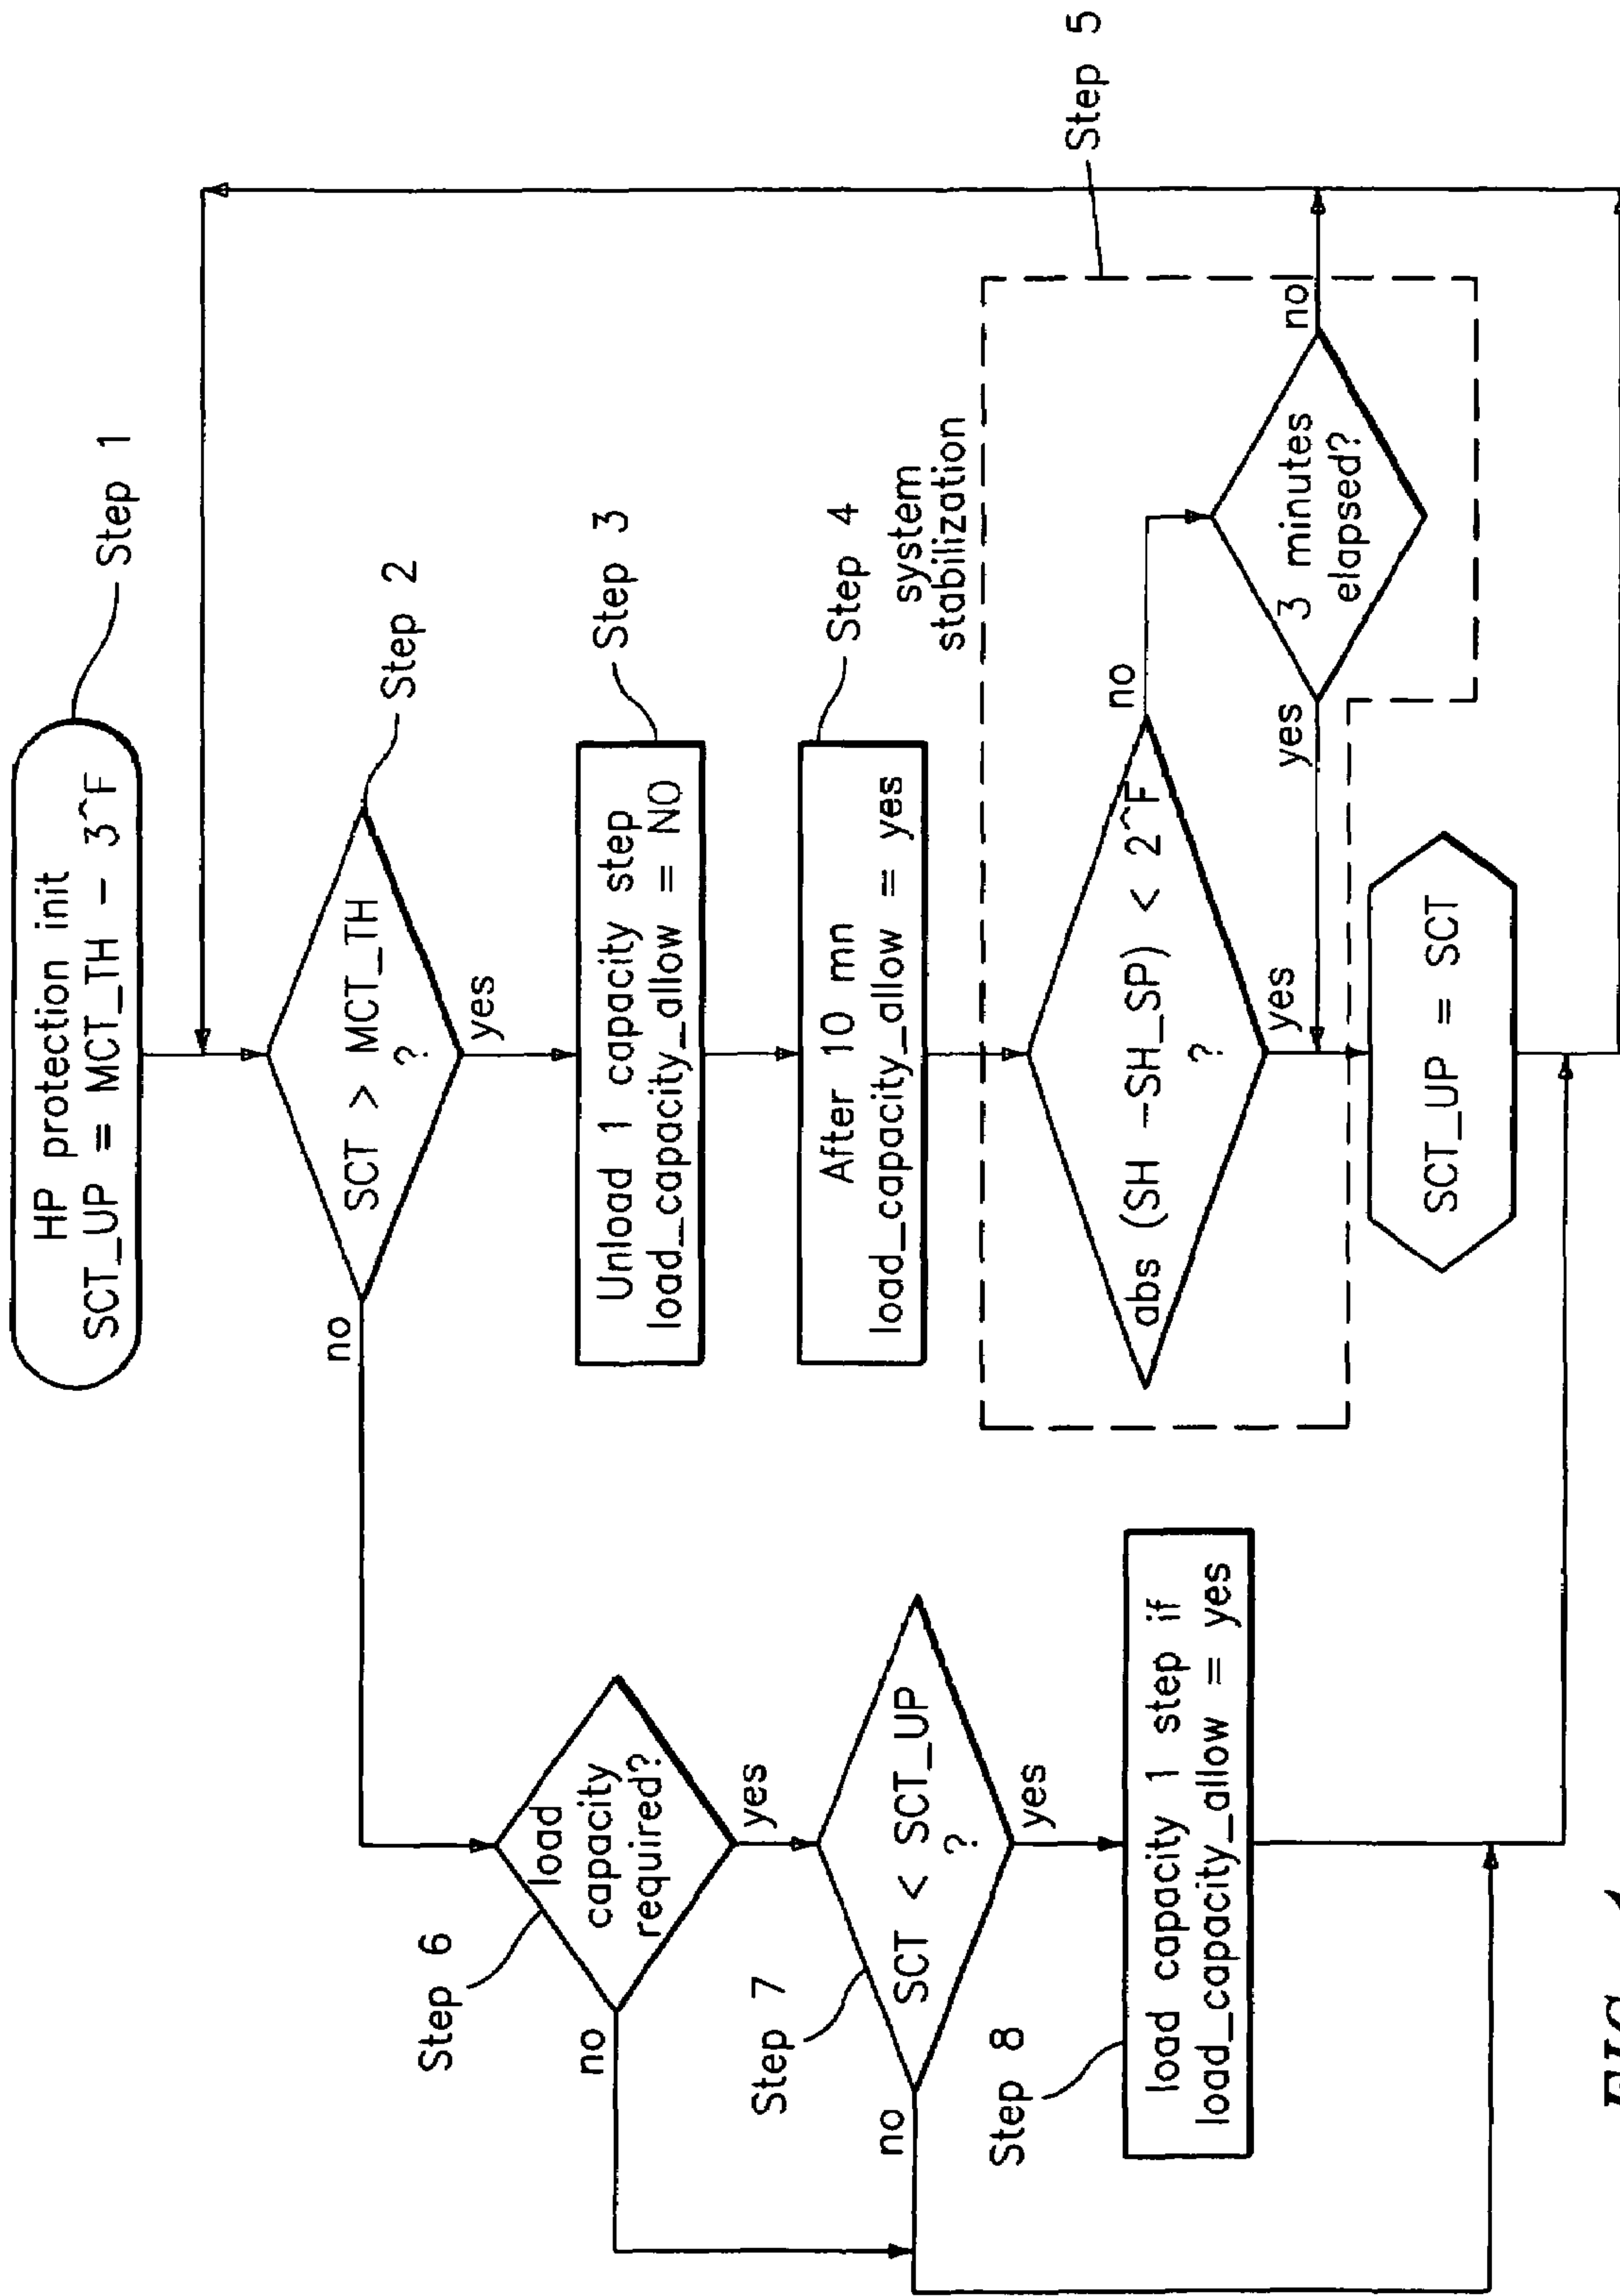 HP protection init
SCT_UP = MCT_TH - 3^F
Step 1
SCT > MCT_TH
?
Step 2
no
yes
Unload 1 capacity step
load_capacity_allow = NO
Step 3
After 10 mn
load_capacity_allow = yes
Step 4
system
stabilization
Step 5
abs (SH -SH_SP) < 2^F
?
no
yes
3 minutes
elapsed?
no
yes
SCT_UP = SCT
Step 6
load
capacity
required?
no
yes
Step 7
SCT < SCT_UP
?
no
yes
Step 8
load capacity 1 step if
load_capacity_allow = yes